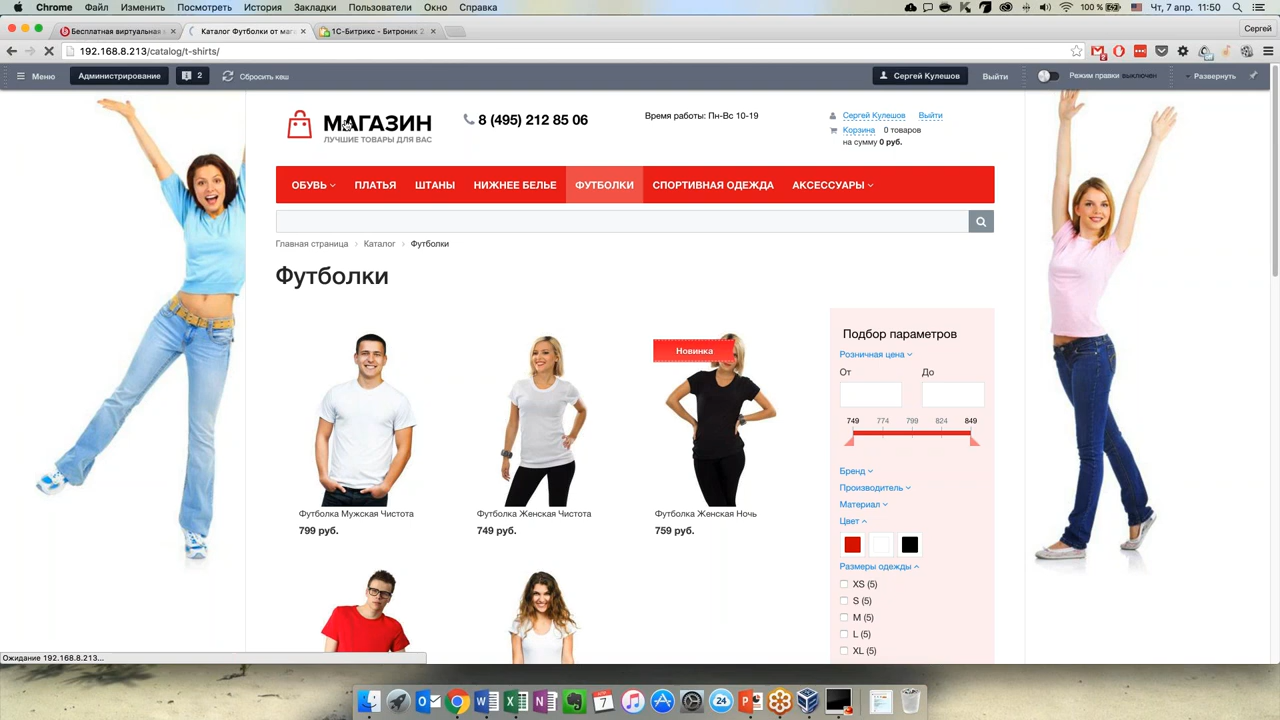 Chrome Файл Изменить Посмотреть История Закладки Пользователи Окно Справка 100 % Чт, 7 апр. 11:50
Бесплатная виртуальная Каталог Футболки от мага 1С-Битрикс - Битроник 2 Сергей
192.168.8.213/catalog/t-shirts/
Меню Администрирование 2 Сбросить кеш Сергей Кулешов Выйти Режим правки выключен Развернуть
МАГАЗИН
ЛУЧШИЕ ТОВАРЫ ДЛЯ ВАС
8 (495) 212 85 06
Время работы: Пн-Вс 10-19
Сергей Кулешов Выйти
Корзина 0 товаров
на сумму 0 руб.
ОБУВЬ ПЛАТЬЯ ШТАНЫ НИЖНЕЕ БЕЛЬЕ ФУТБОЛКИ СПОРТИВНАЯ ОДЕЖДА АКСЕССУАРЫ
Главная страница Каталог Футболки
Футболки
Новинка
Футболка Мужская Чистота
799 руб.
Футболка Женская Чистота
749 руб.
Футболка Женская Ночь
759 руб.
Подбор параметров
Розничная цена
От До
749 774 799 824 849
Бренд
Производитель
Материал
Цвет
Размеры одежды
XS (5)
S (5)
M (5)
L (5)
XL (5)
Ожидание 192.168.8.213...
7
24